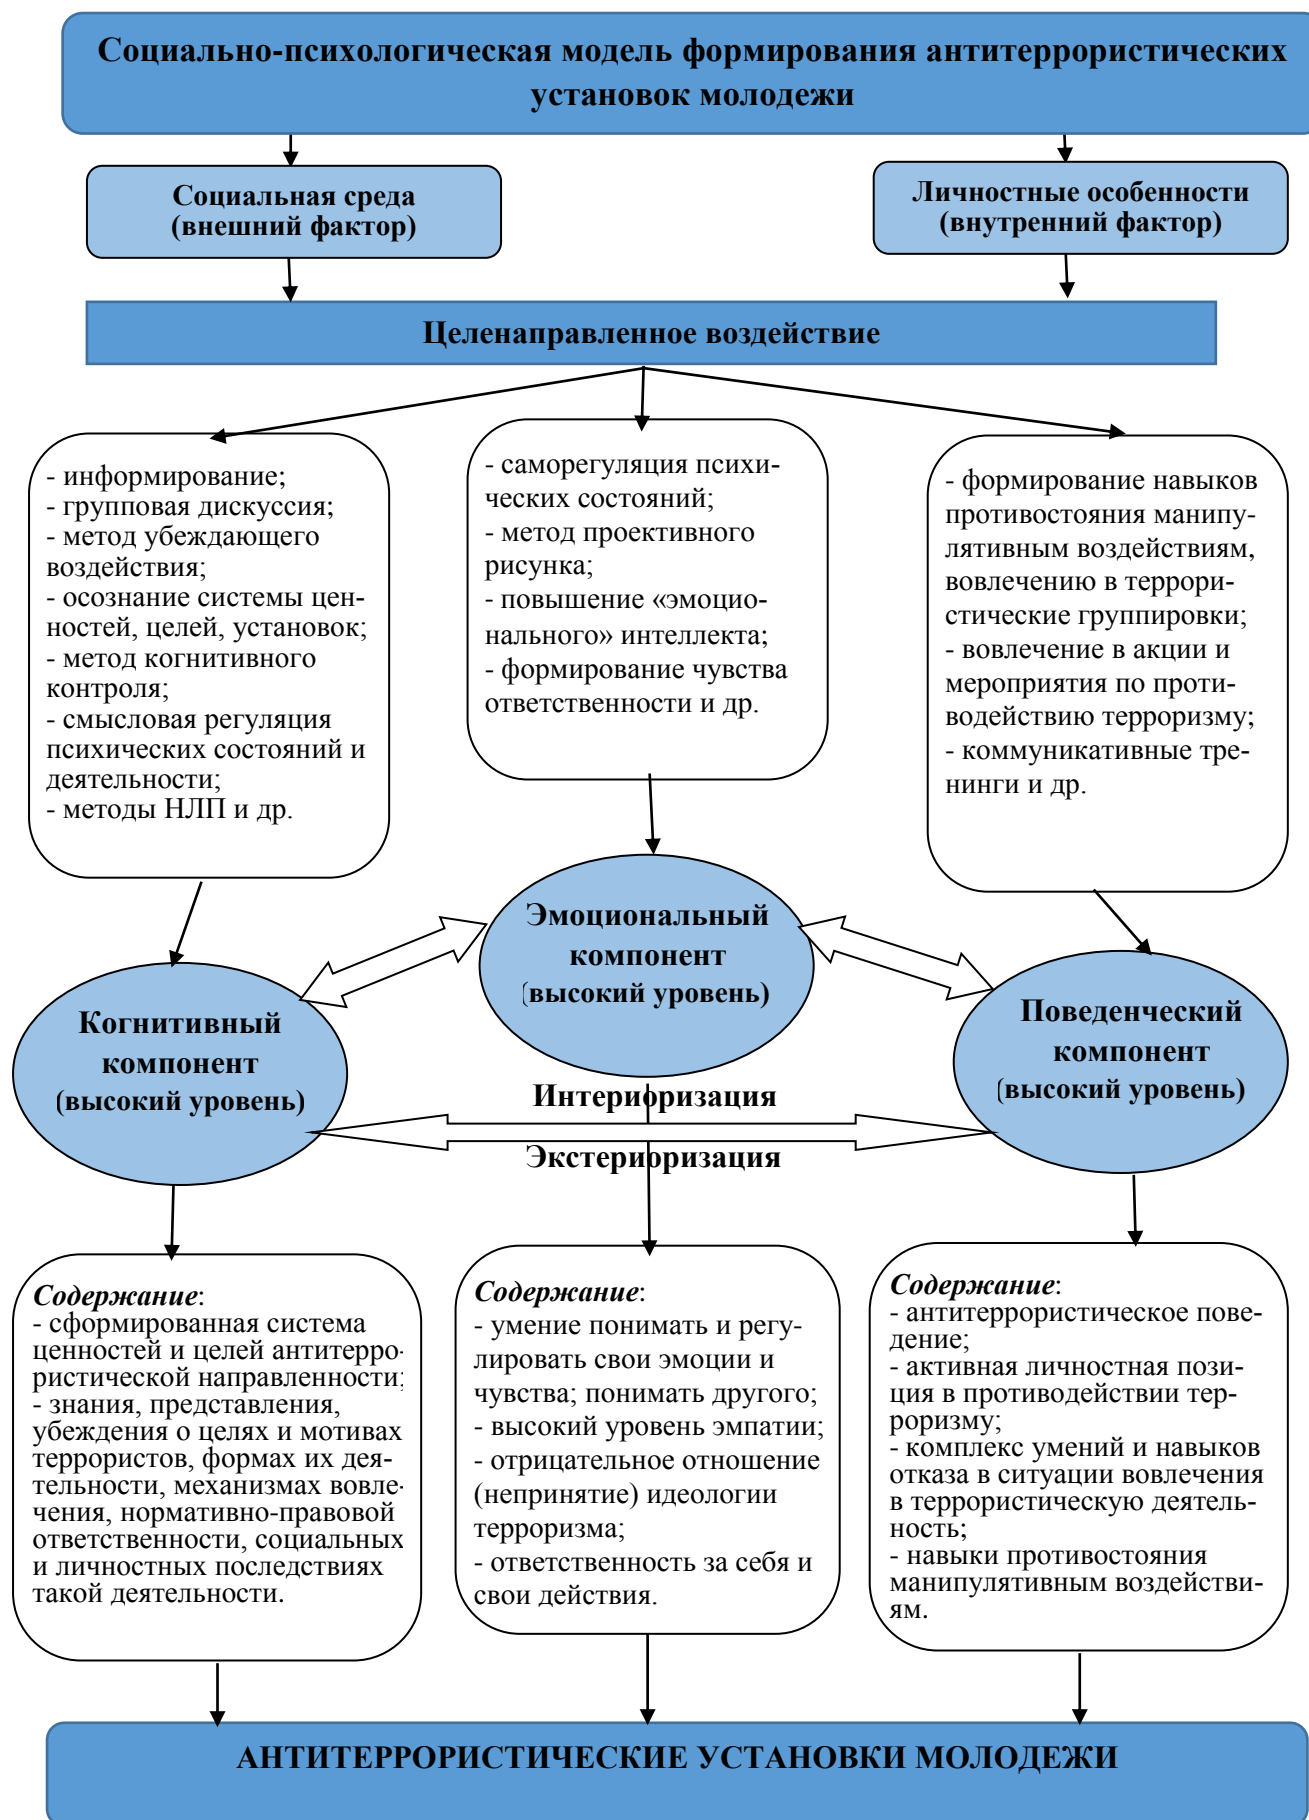 Социально-психологическая модель формирования антитеррористических
установок молодежи
Социальная среда
(внешний фактор)
Личностные особенности
(внутренний фактор)
Целенаправленное воздействие
- информирование;
- групповая дискуссия;
- метод убеждающего
воздействия;
- осознание системы цен-
ностей, целей, установок;
- метод когнитивного
контроля;
- смысловая регуляция
психических состояний и
деятельности;
- методы НЛП и др.
- саморегуляция психи-
ческих состояний;
- метод проективного
рисунка;
- повышение «эмоцио-
нального» интеллекта;
- формирование чувства
ответственности и др.
- формирование навыков
противостояния манипу-
лятивным воздействиям,
вовлечению в террори-
стические группировки;
- вовлечение в акции и
мероприятия по проти-
водействию терроризму;
- коммуникативные тре-
нинги и др.
Эмоциональный
компонент
(высокий уровень)
Когнитивный
компонент
(высокий уровень)
Поведенческий
компонент
(высокий уровень)
Интериоризация
Экстериоризация
Содержание:
- сформированная система
ценностей и целей антитерро-
ристической направленности;
- знания, представления,
убеждения о целях и мотивах
террористов, формах их дея-
тельности, механизмах вовле-
чения, нормативно-правовой
ответственности, социальных
и личностных последствиях
такой деятельности.
Содержание:
- умение понимать и регу-
лировать свои эмоции и
чувства; понимать другого;
- высокий уровень эмпатии;
- отрицательное отношение
(непринятие) идеологии
терроризма;
- ответственность за себя и
свои действия.
Содержание:
- антитеррористическое пове-
дение;
- активная личностная пози-
ция в противодействии тер-
роризму;
- комплекс умений и навыков
отказа в ситуации вовлечения
в террористическую деятель-
ность;
- навыки противостояния
манипулятивным воздействи-
ям.
АНТИТЕРРОРИСТИЧЕСКИЕ УСТАНОВКИ МОЛОДЕЖИ